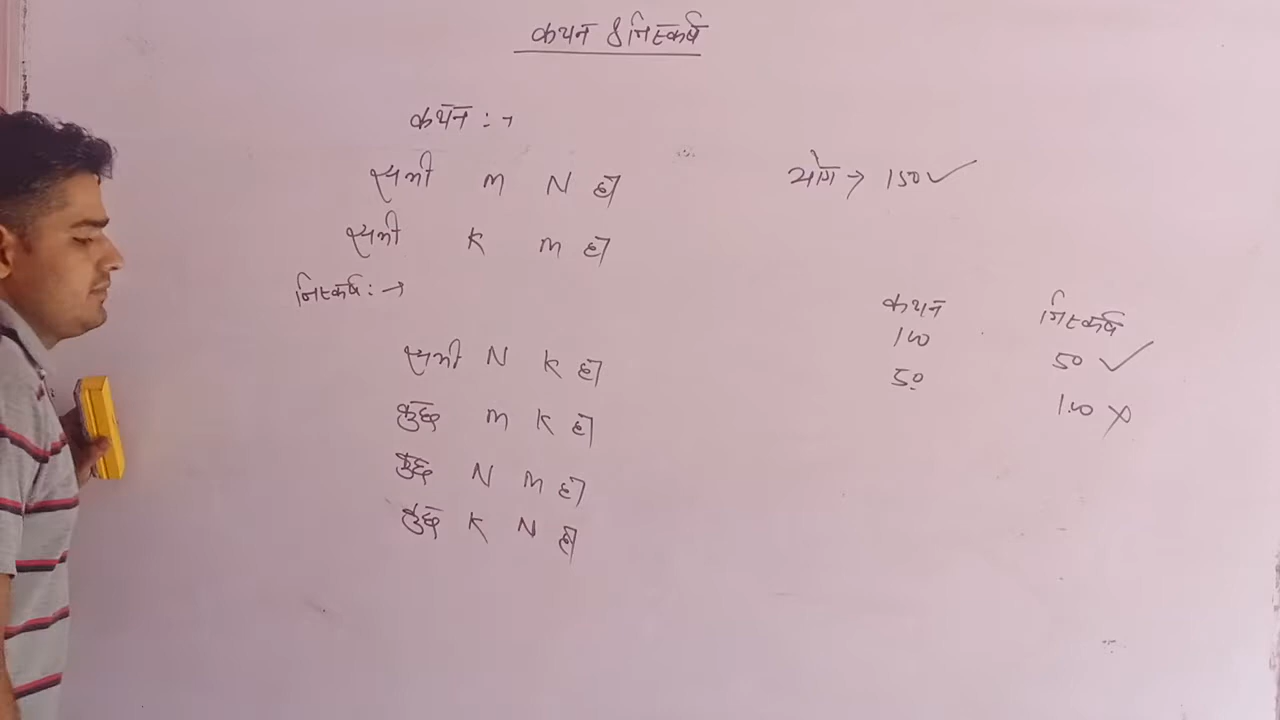 कथन & निष्कर्ष
कथन :→
सभी M N हो
सभी K M हो
निष्कर्ष :→
सभी N K हो
कुछ M K हो
कुछ N M हो
कुछ K N हो
योग → 150 ✓
कथन निष्कर्ष
100 50 ✓
50 100 ×